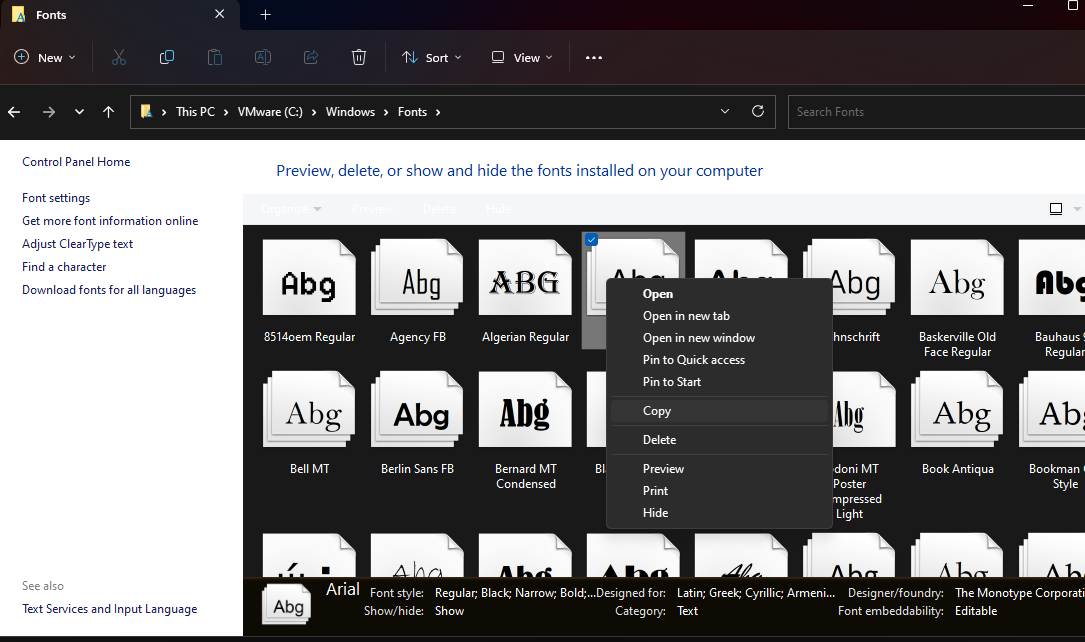 Fonts
New
Sort
View
This PC
VMware (C:)
Windows
Fonts
Search Fonts
Control Panel Home
Font settings
Get more font information online
Adjust ClearType text
Find a character
Download fonts for all languages
See also
Text Services and Input Language
Preview, delete, or show and hide the fonts installed on your computer
Organize
Preview
Delete
Hide
Abg
Abg
ABG
Abg
Abg
Abg
Abg
Abg
8514oem Regular
Agency FB
Algerian Regular
hnschrift
Baskerville Old
Face Regular
Bauhaus 9
Regular
Open
Open in new tab
Open in new window
Pin to Quick access
Pin to Start
Copy
Delete
Preview
Print
Hide
Abg
Abg
Abg
Abg
Abg
Ab
Bell MT
Berlin Sans FB
Bernard MT
Condensed
Bl
doni MT
Poster
mpressed
Light
Book Antiqua
Bookman O
Style
Abg
Arial
Font style: Regular; Black; Narrow; Bold;...
Designed for: Latin; Greek; Cyrillic; Armeni...
Designer/foundry: The Monotype Corporati
Show/hide: Show
Category: Text
Font embeddability: Editable